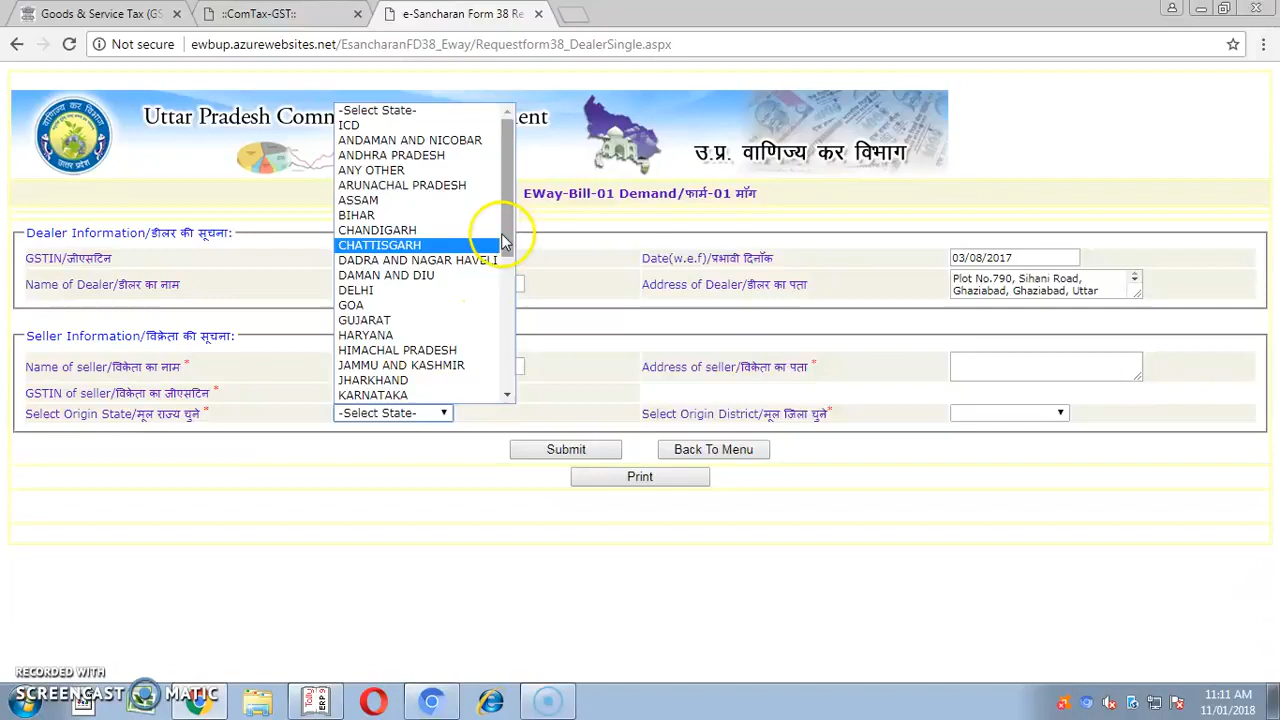 Goods & Service Tax (GS
::ComTax-GST::
e-Sancharan Form 38 Re
Not secure
ewbup.azurewebsites.net/EsancharanFD38_Eway/Requestform38_DealerSingle.aspx
Uttar Pradesh Comm
ment
उ.प्र. वाणिज्य कर विभाग
EWay-Bill-01 Demand/फार्म-01 माँग
Dealer Information/डीलर की सूचना:
GSTIN/जीएसटिन
Date(w.e.f)/प्रभावी दिनाँक
03/08/2017
Name of Dealer/डीलर का नाम
Address of Dealer/डीलर का पता
Plot No.790, Sihani Road,
Ghaziabad, Ghaziabad, Uttar
Seller Information/विक्रेता की सूचना:
Name of seller/विक्रेता का नाम *
Address of seller/विक्रेता का पता *
GSTIN of seller/विक्रेता का जीएसटिन *
Select Origin State/मूल राज्य चुने *
-Select State-
Select Origin District/मूल जिला चुने*
-Select State-
ICD
ANDAMAN AND NICOBAR
ANDHRA PRADESH
ANY OTHER
ARUNACHAL PRADESH
ASSAM
BIHAR
CHANDIGARH
CHATTISGARH
DADRA AND NAGAR HAVELI
DAMAN AND DIU
DELHI
GOA
GUJARAT
HARYANA
HIMACHAL PRADESH
JAMMU AND KASHMIR
JHARKHAND
KARNATAKA
Submit
Back To Menu
Print
RECORDED WITH
SCREENCAST MATIC
11:11 AM
11/01/2018